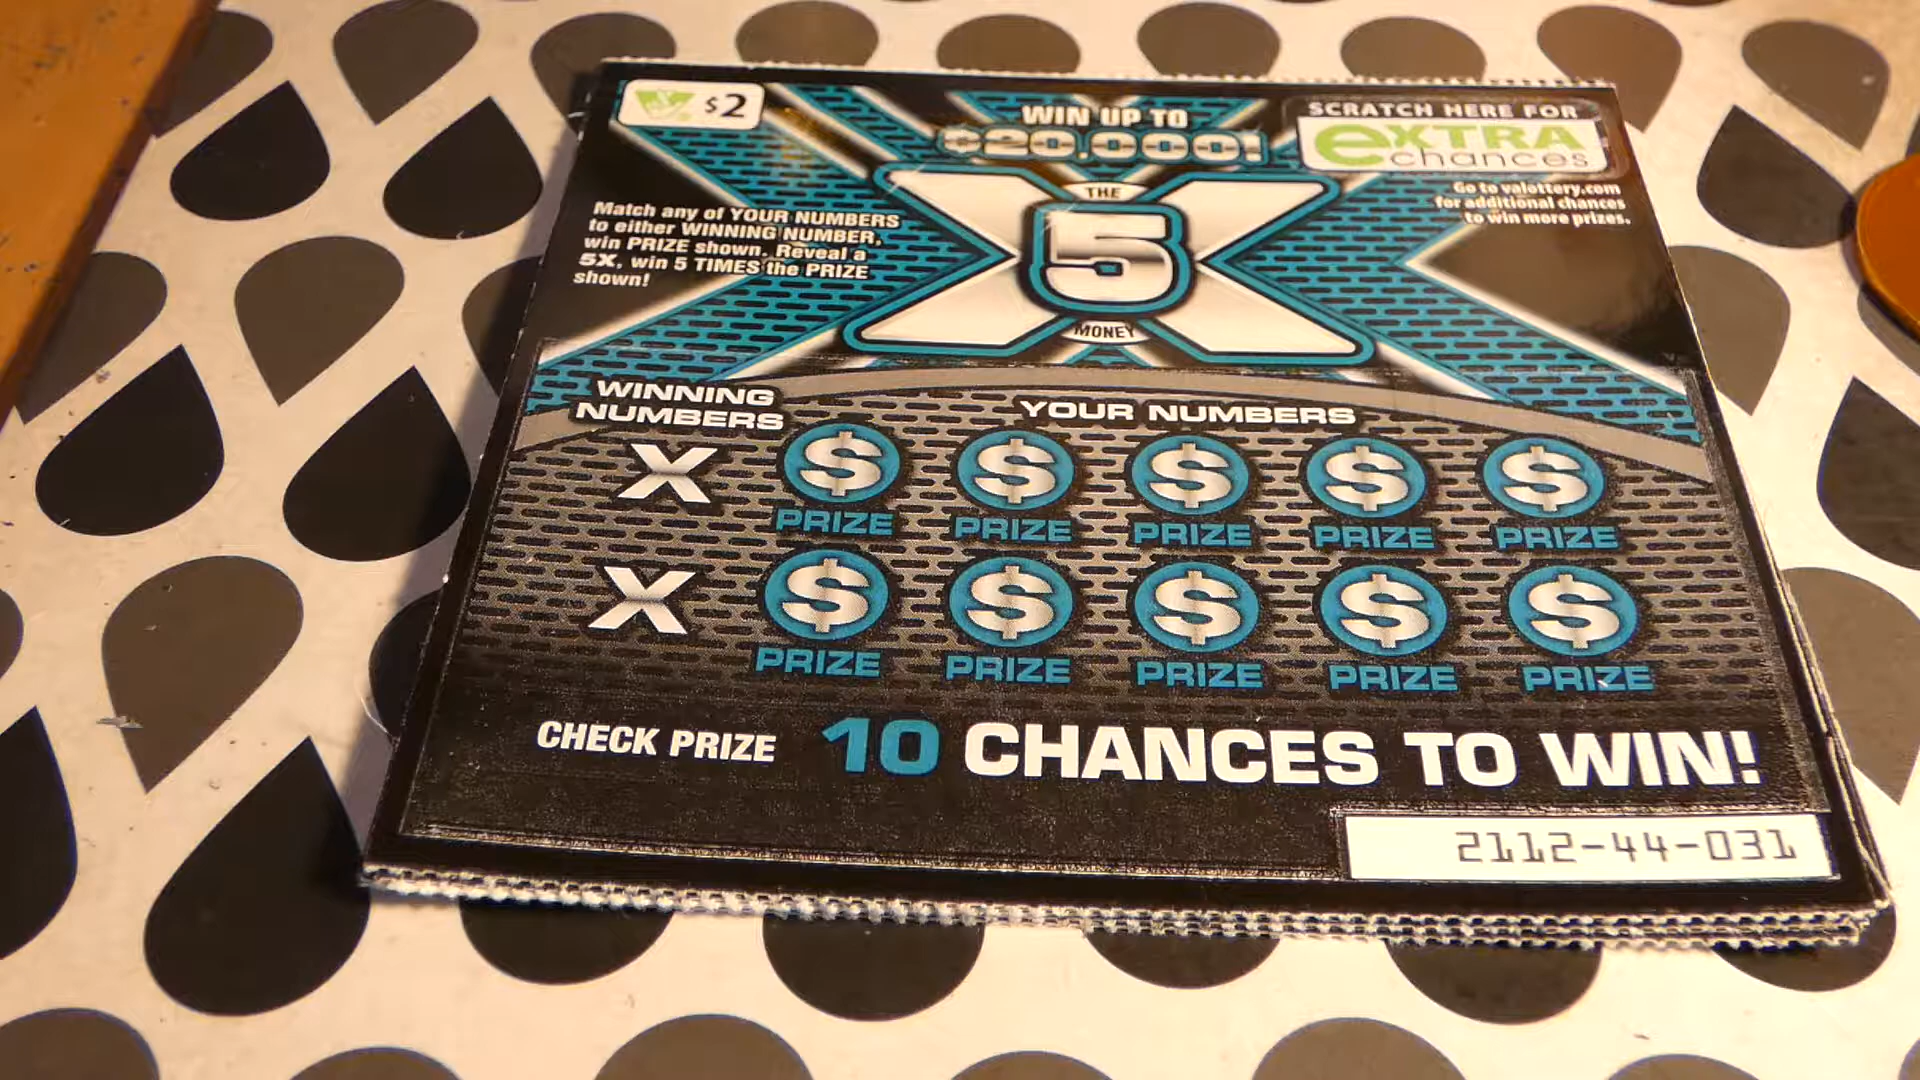 $2
WIN UP TO
$20,000!
SCRATCH HERE FOR
eXTRA
chances
Go to valottery.com
for additional chances
to win more prizes.
Match any of YOUR NUMBERS
to either WINNING NUMBER,
win PRIZE shown. Reveal a
5X, win 5 TIMES the PRIZE
shown!
THE
5X
MONEY
WINNING
NUMBERS
YOUR NUMBERS
X $ $ $ $ $
PRIZE PRIZE PRIZE PRIZE PRIZE
X $ $ $ $ $
PRIZE PRIZE PRIZE PRIZE PRIZE
CHECK PRIZE 10 CHANCES TO WIN!
2112-44-031